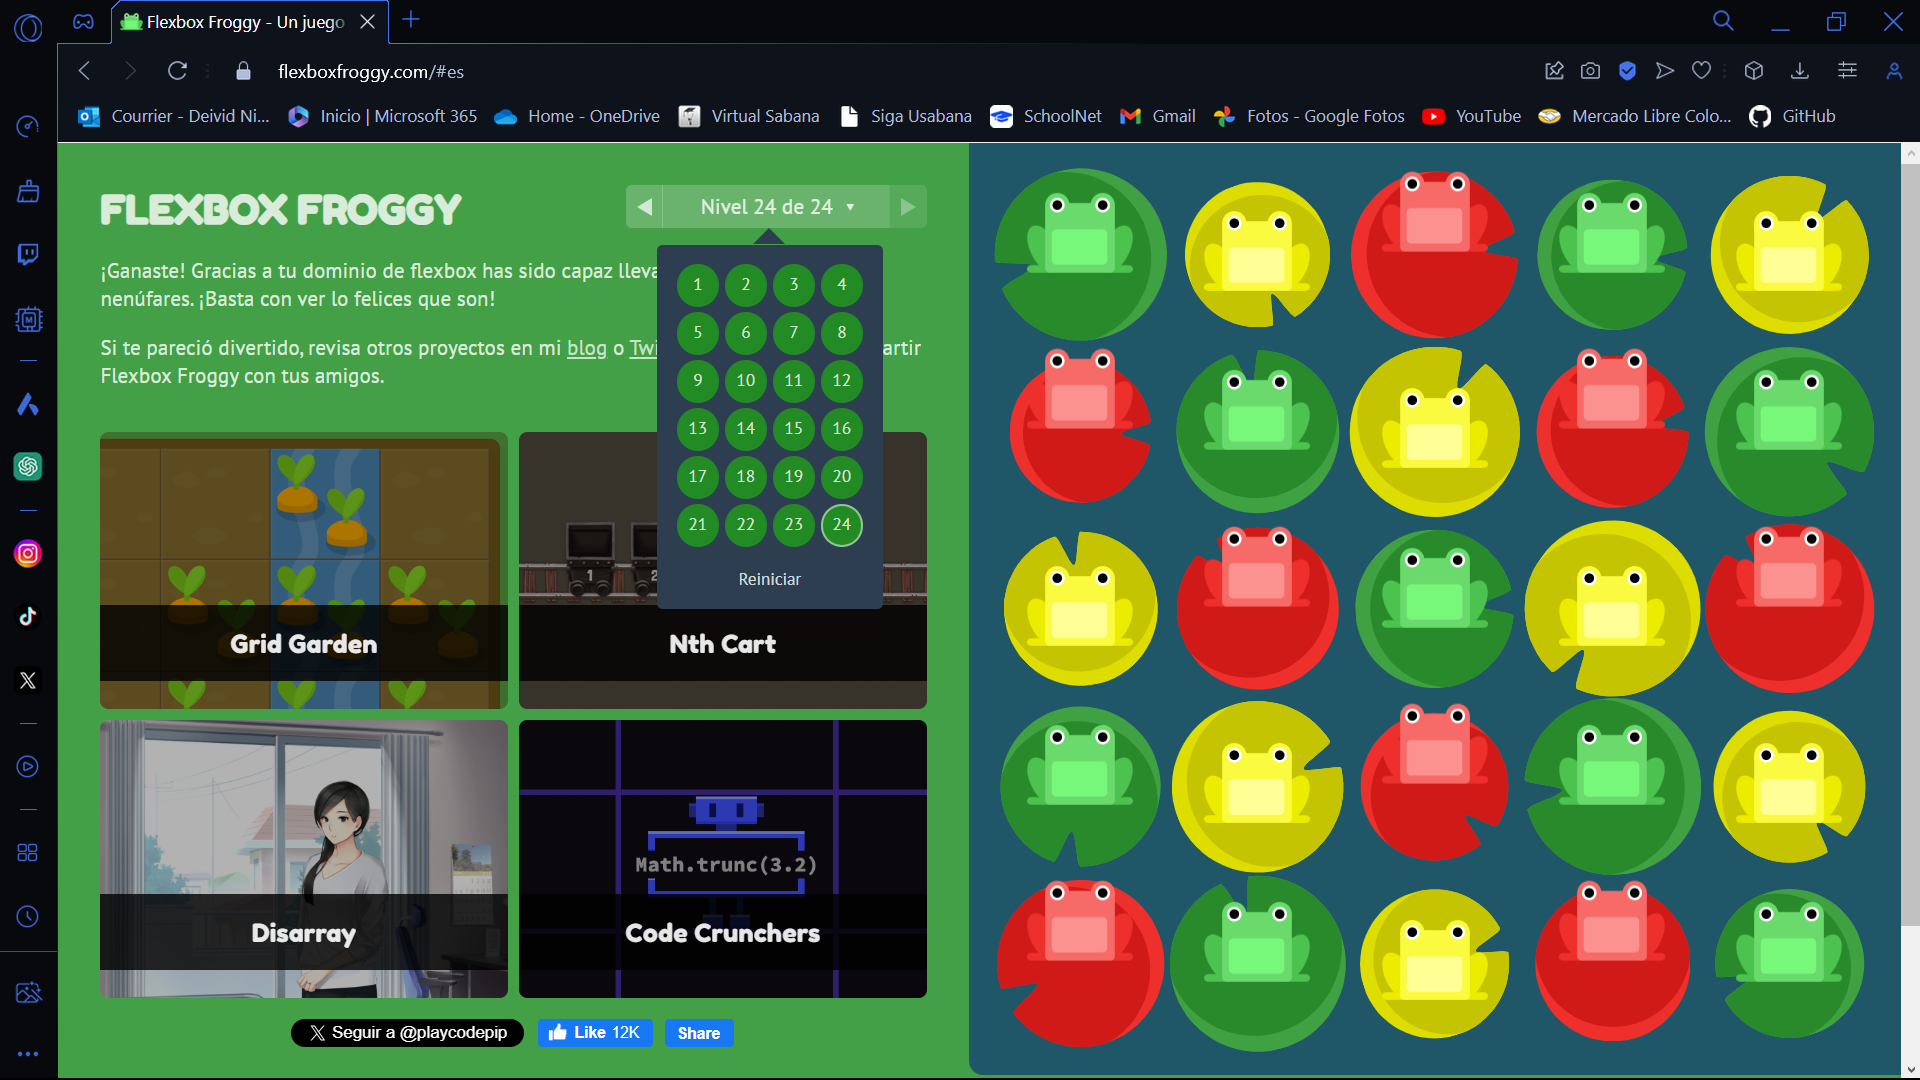 Flexbox Froggy - Un juego
flexboxfroggy.com/#es
Courrier - Deivid Ni...
Inicio | Microsoft 365
Home - OneDrive
Virtual Sabana
Siga Usabana
SchoolNet
Gmail
Fotos - Google Fotos
YouTube
Mercado Libre Colo...
GitHub
FLEXBOX FROGGY
Nivel 24 de 24
¡Ganaste! Gracias a tu dominio de flexbox has sido capaz lleva
nenúfares. ¡Basta con ver lo felices que son!
Si te pareció divertido, revisa otros proyectos en mi blog o Twi artir
Flexbox Froggy con tus amigos.
1 2 3 4
5 6 7 8
9 10 11 12
13 14 15 16
17 18 19 20
21 22 23 24
Reiniciar
1 2
Grid Garden
Nth Cart
Math.trunc(3.2)
Disarray
Code Crunchers
Seguir a @playcodepip
Like 12K
Share